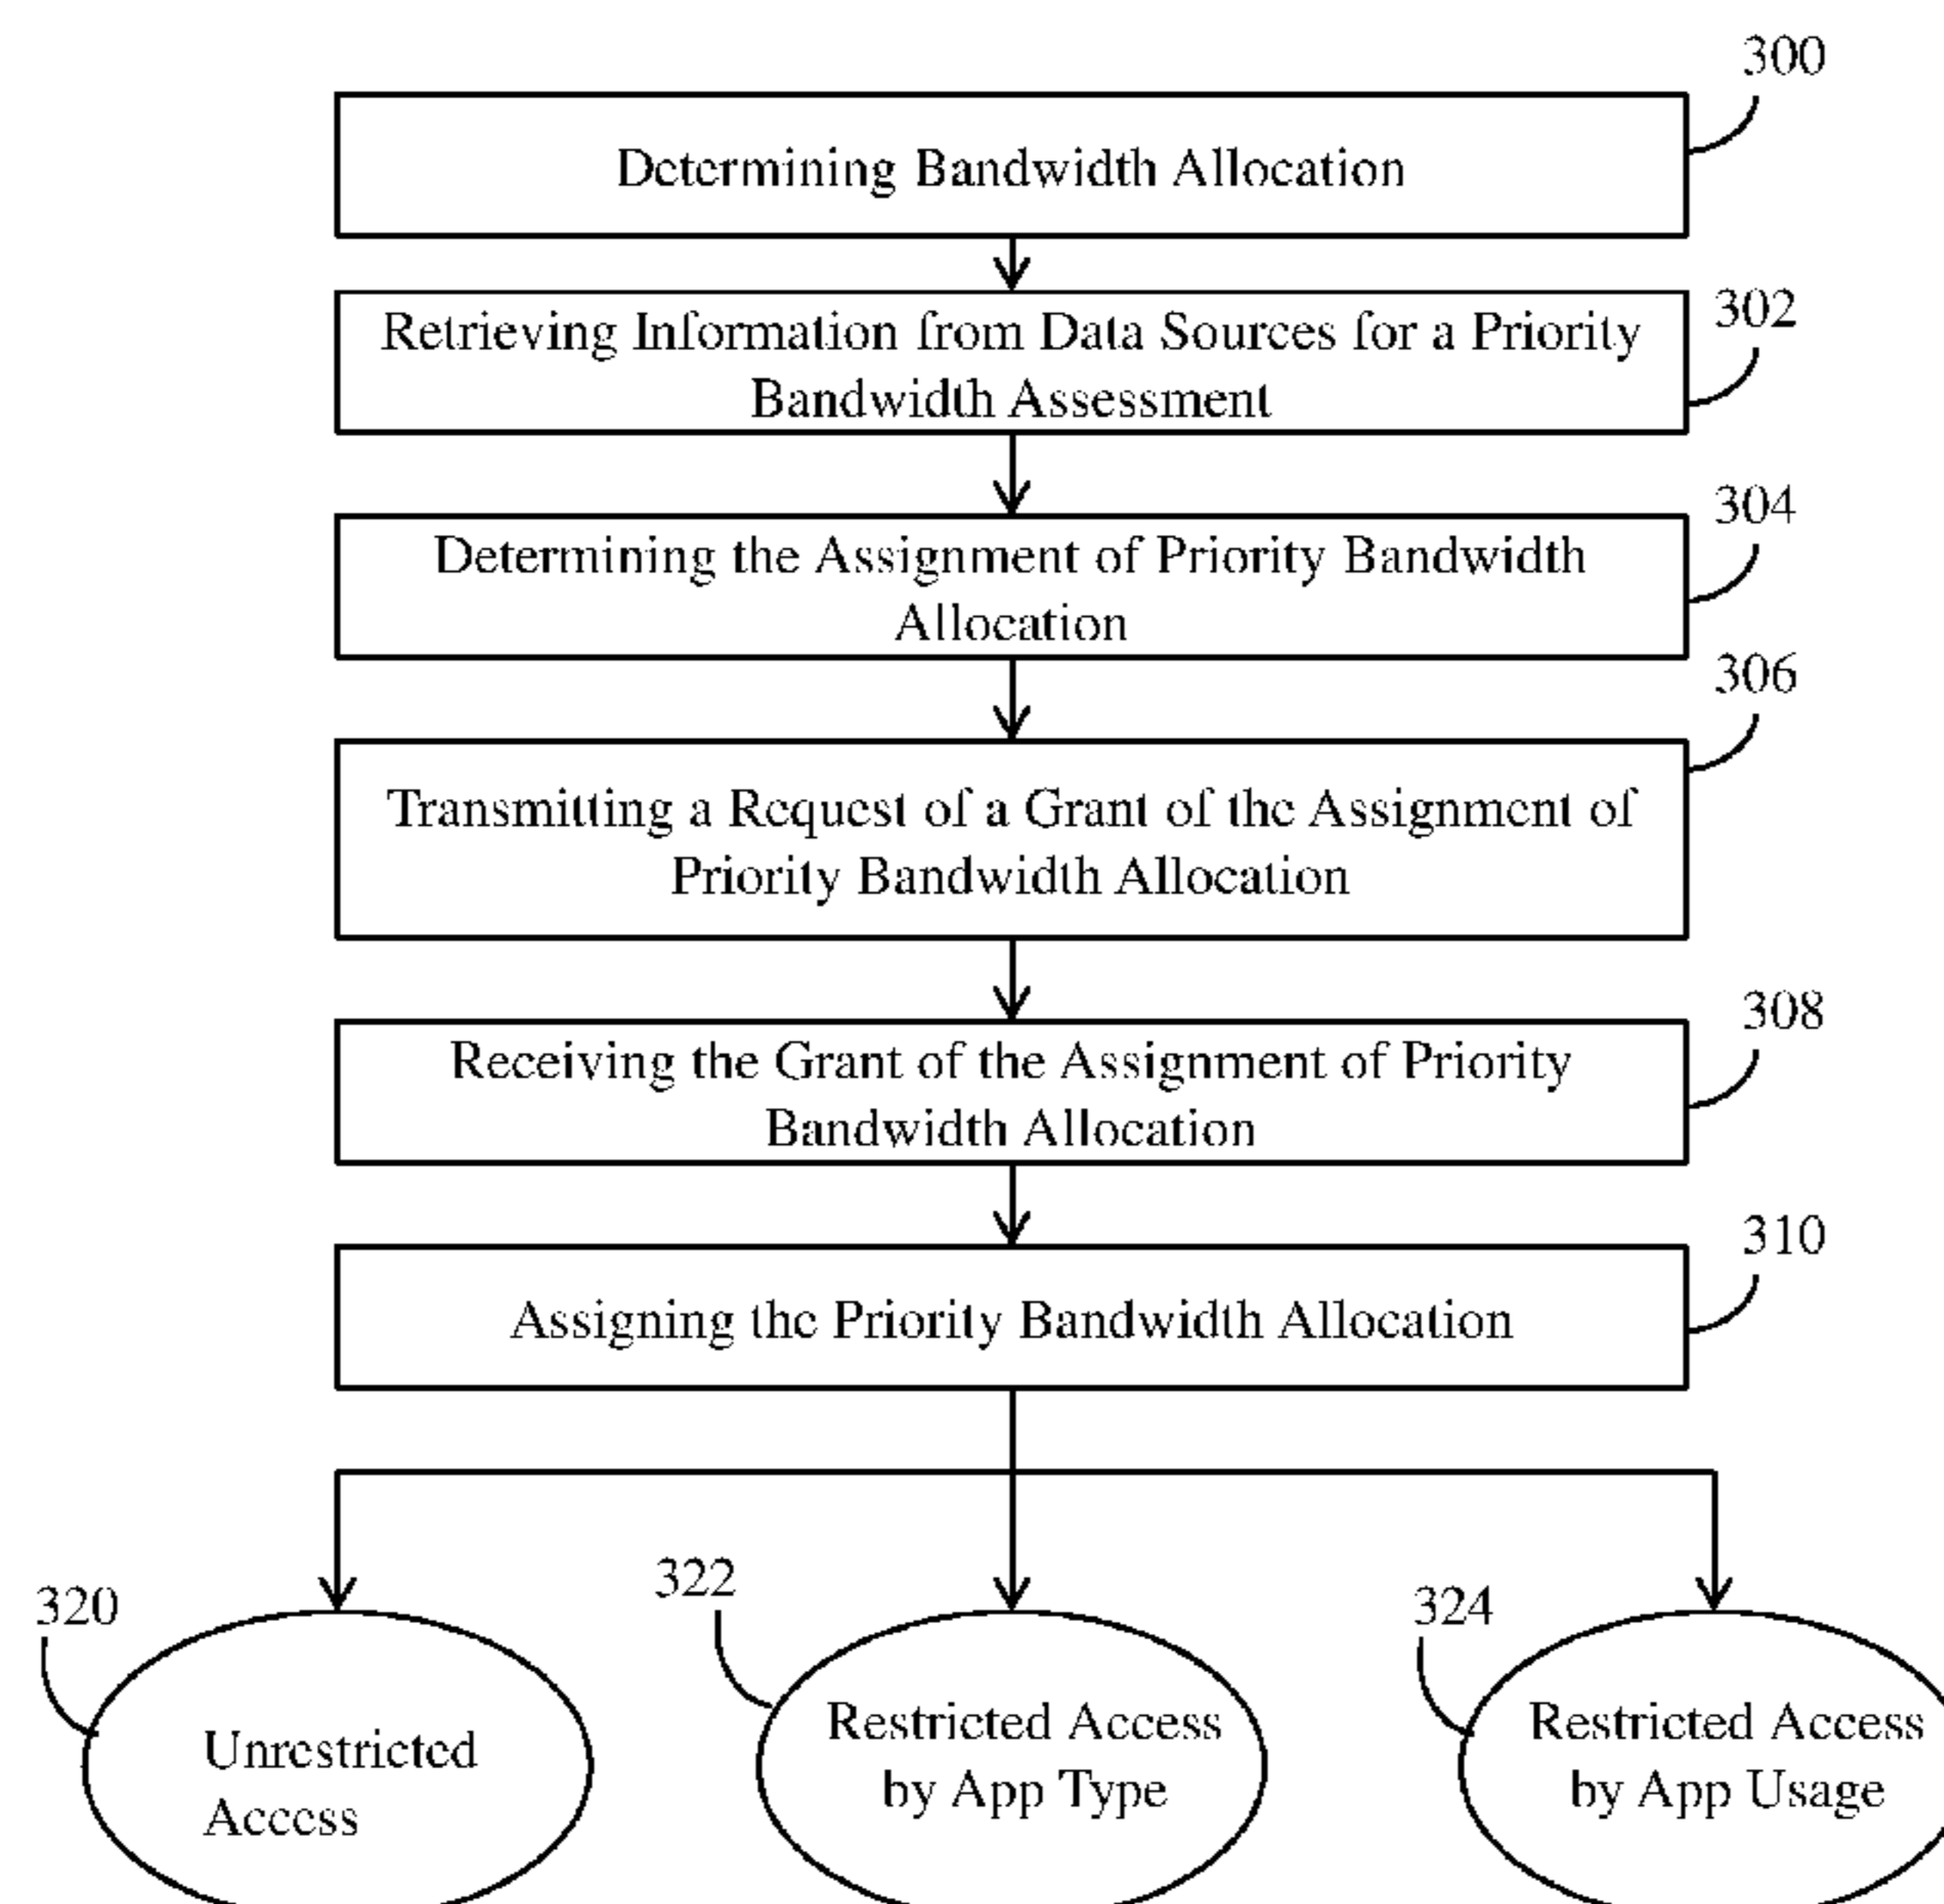 300
Determining Bandwidth Allocation
302
Retrieving Information from Data Sources for a Priority
Bandwidth Assessment
304
Determining the Assignment of Priority Bandwidth
Allocation
306
Transmitting a Request of a Grant of the Assignment of
Priority Bandwidth Allocation
308
Receiving the Grant of the Assignment of Priority
Bandwidth Allocation
310
Assigning the Priority Bandwidth Allocation
320
Unrestricted
Access
322
Restricted Access
by App Type
324
Restricted Access
by App Usage